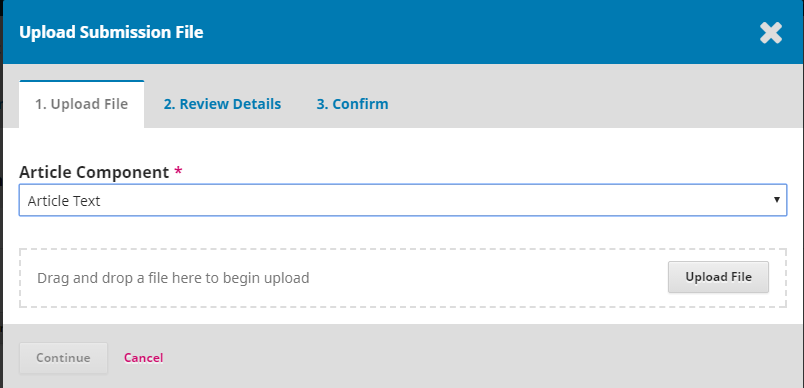 Upload Submission File
1. Upload File 2. Review Details 3. Confirm
Article Component *
Article Text
Drag and drop a file here to begin upload Upload File
Continue Cancel